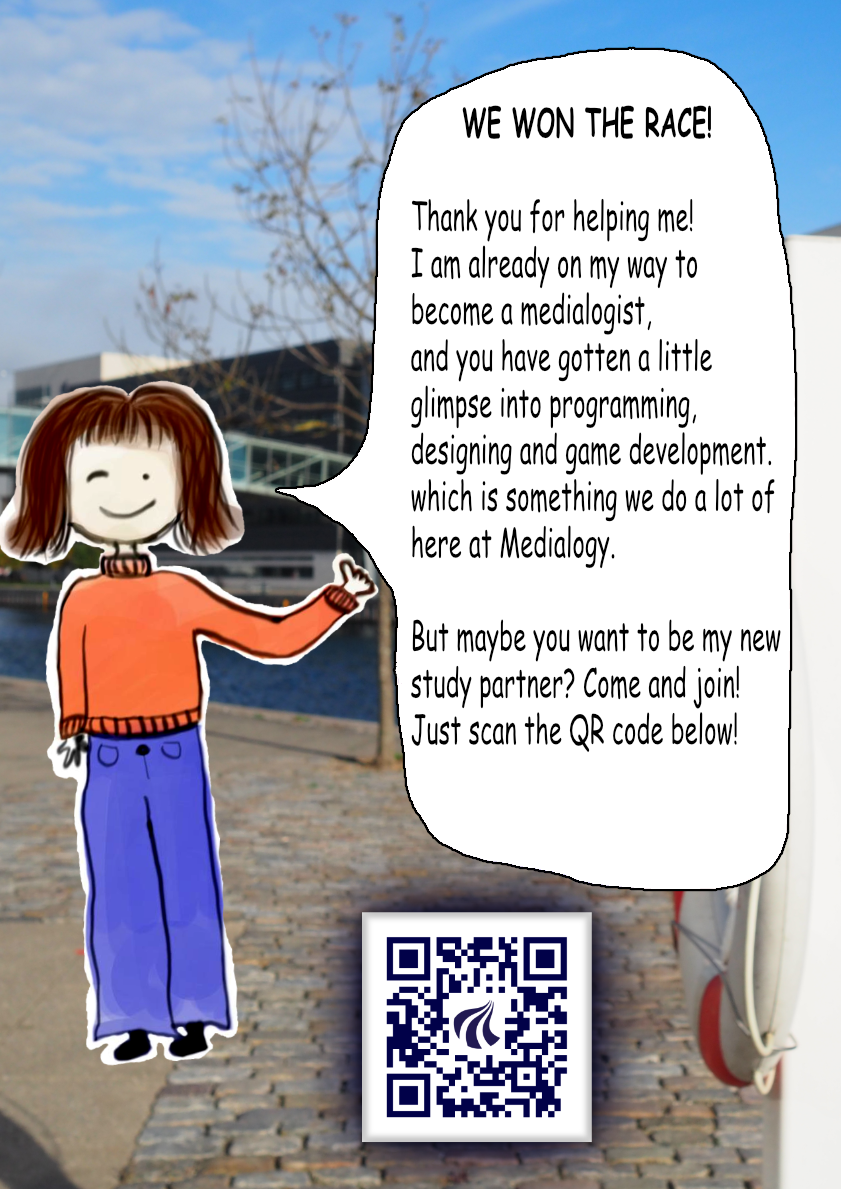 WE WON THE RACE!
Thank you for helping me!
I am already on my way to
become a medialogist,
and you have gotten a little
glimpse into programming,
designing and game development.
which is something we do a lot of
here at Medialogy.
But maybe you want to be my new
study partner? Come and join!
Just scan the QR code below!